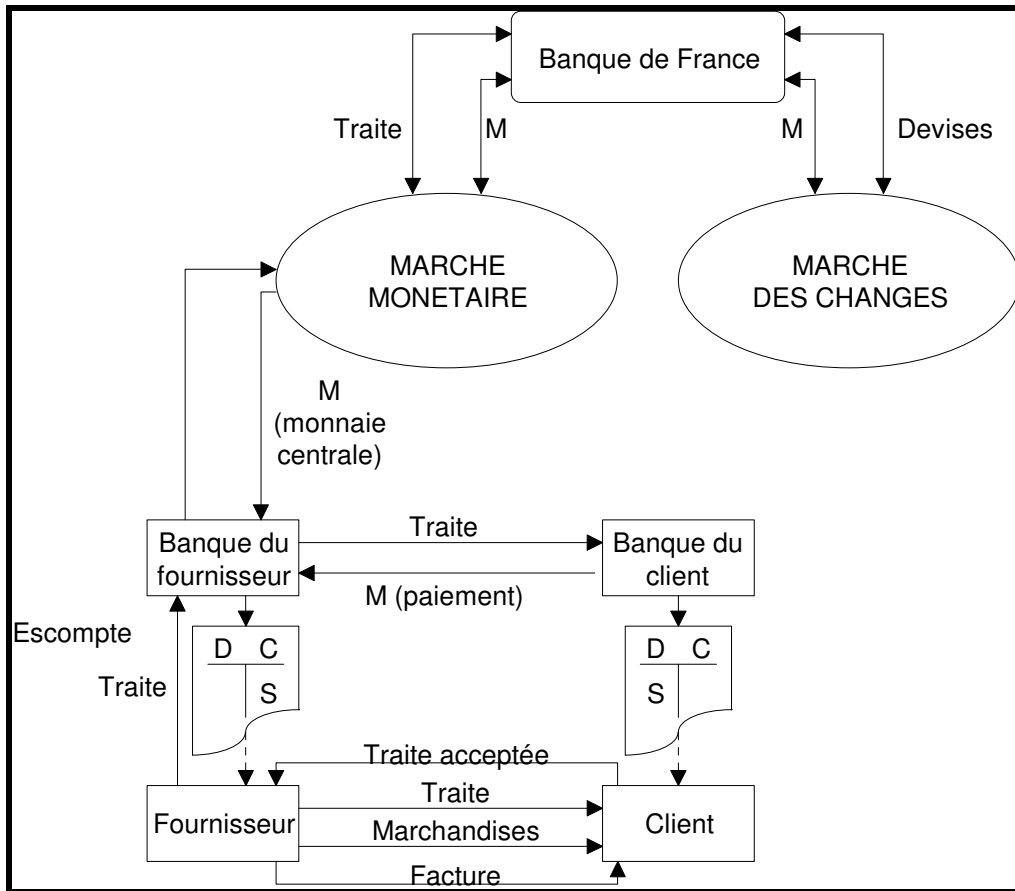 Banque de France
Traite
M
M
Devises
MARCHE
MONETAIRE
MARCHE
DES CHANGES
M
(monnaie
centrale)
Banque du
fournisseur
Traite
Banque du
client
M (paiement)
Escompte
D C
S
D C
S
Traite
Traite acceptée
Fournisseur
Traite
Client
Marchandises
Facture